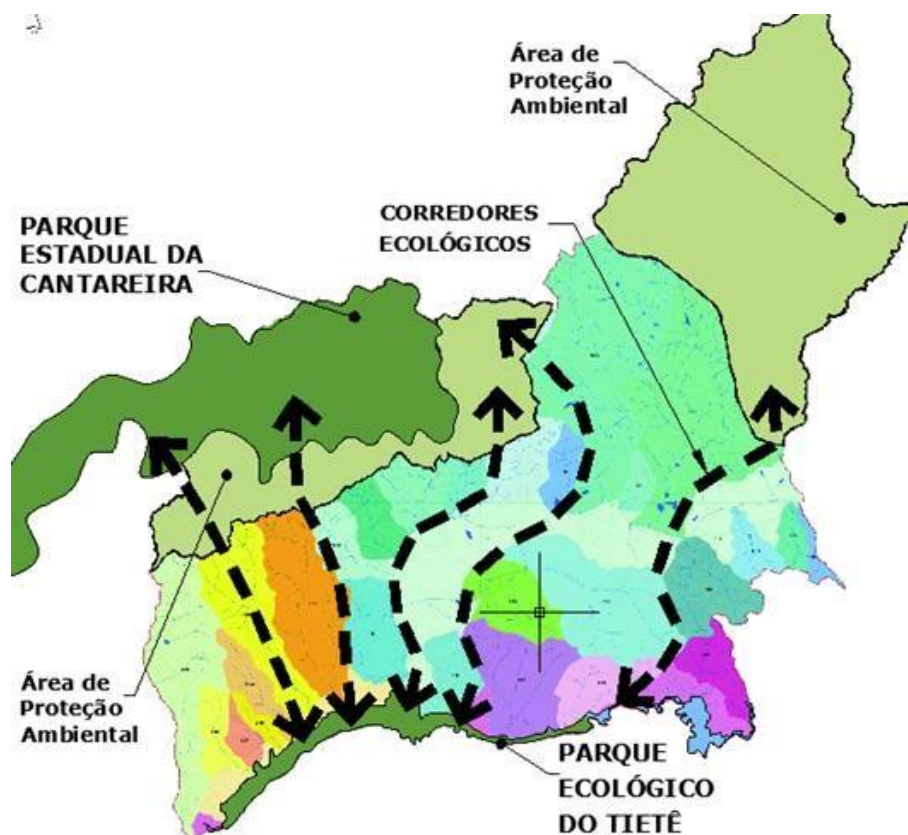 Área de
Proteção
Ambiental
CORREDORES
ECOLÓGICOS
PARQUE
ESTADUAL DA
CANTAREIRA
Área de
Proteção
Ambiental
PARQUE
ECOLÓGICO
DO TIETÊ